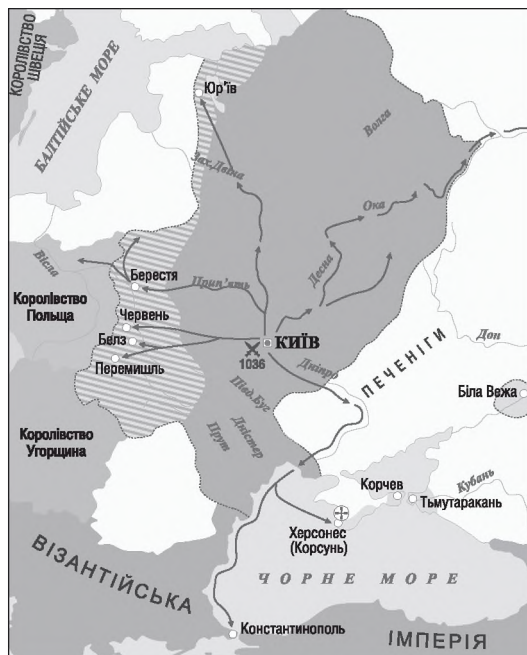 КОРОЛІВСТВО
ШВЕЦІЯ
БАЛТІЙСЬКЕ МОРЕ
Юр'їв
Волга
Зах.Двіна
Ока
Десна
Вісла
Берестя
Прип'ять
Королівство
Польща
Червень
Белз
Перемишль
КИЇВ
1036
Дніпро
ПЕЧЕНІГИ
Дон
Біла Вежа
Півд.Буг
Дністер
Прут
Королівство
Угорщина
Корчев
Кубань
Тьмутаракань
Херсонес
(Корсунь)
ЧОРНЕ МОРЕ
ВІЗАНТІЙСЬКА
Константинополь
ІМПЕРІЯ